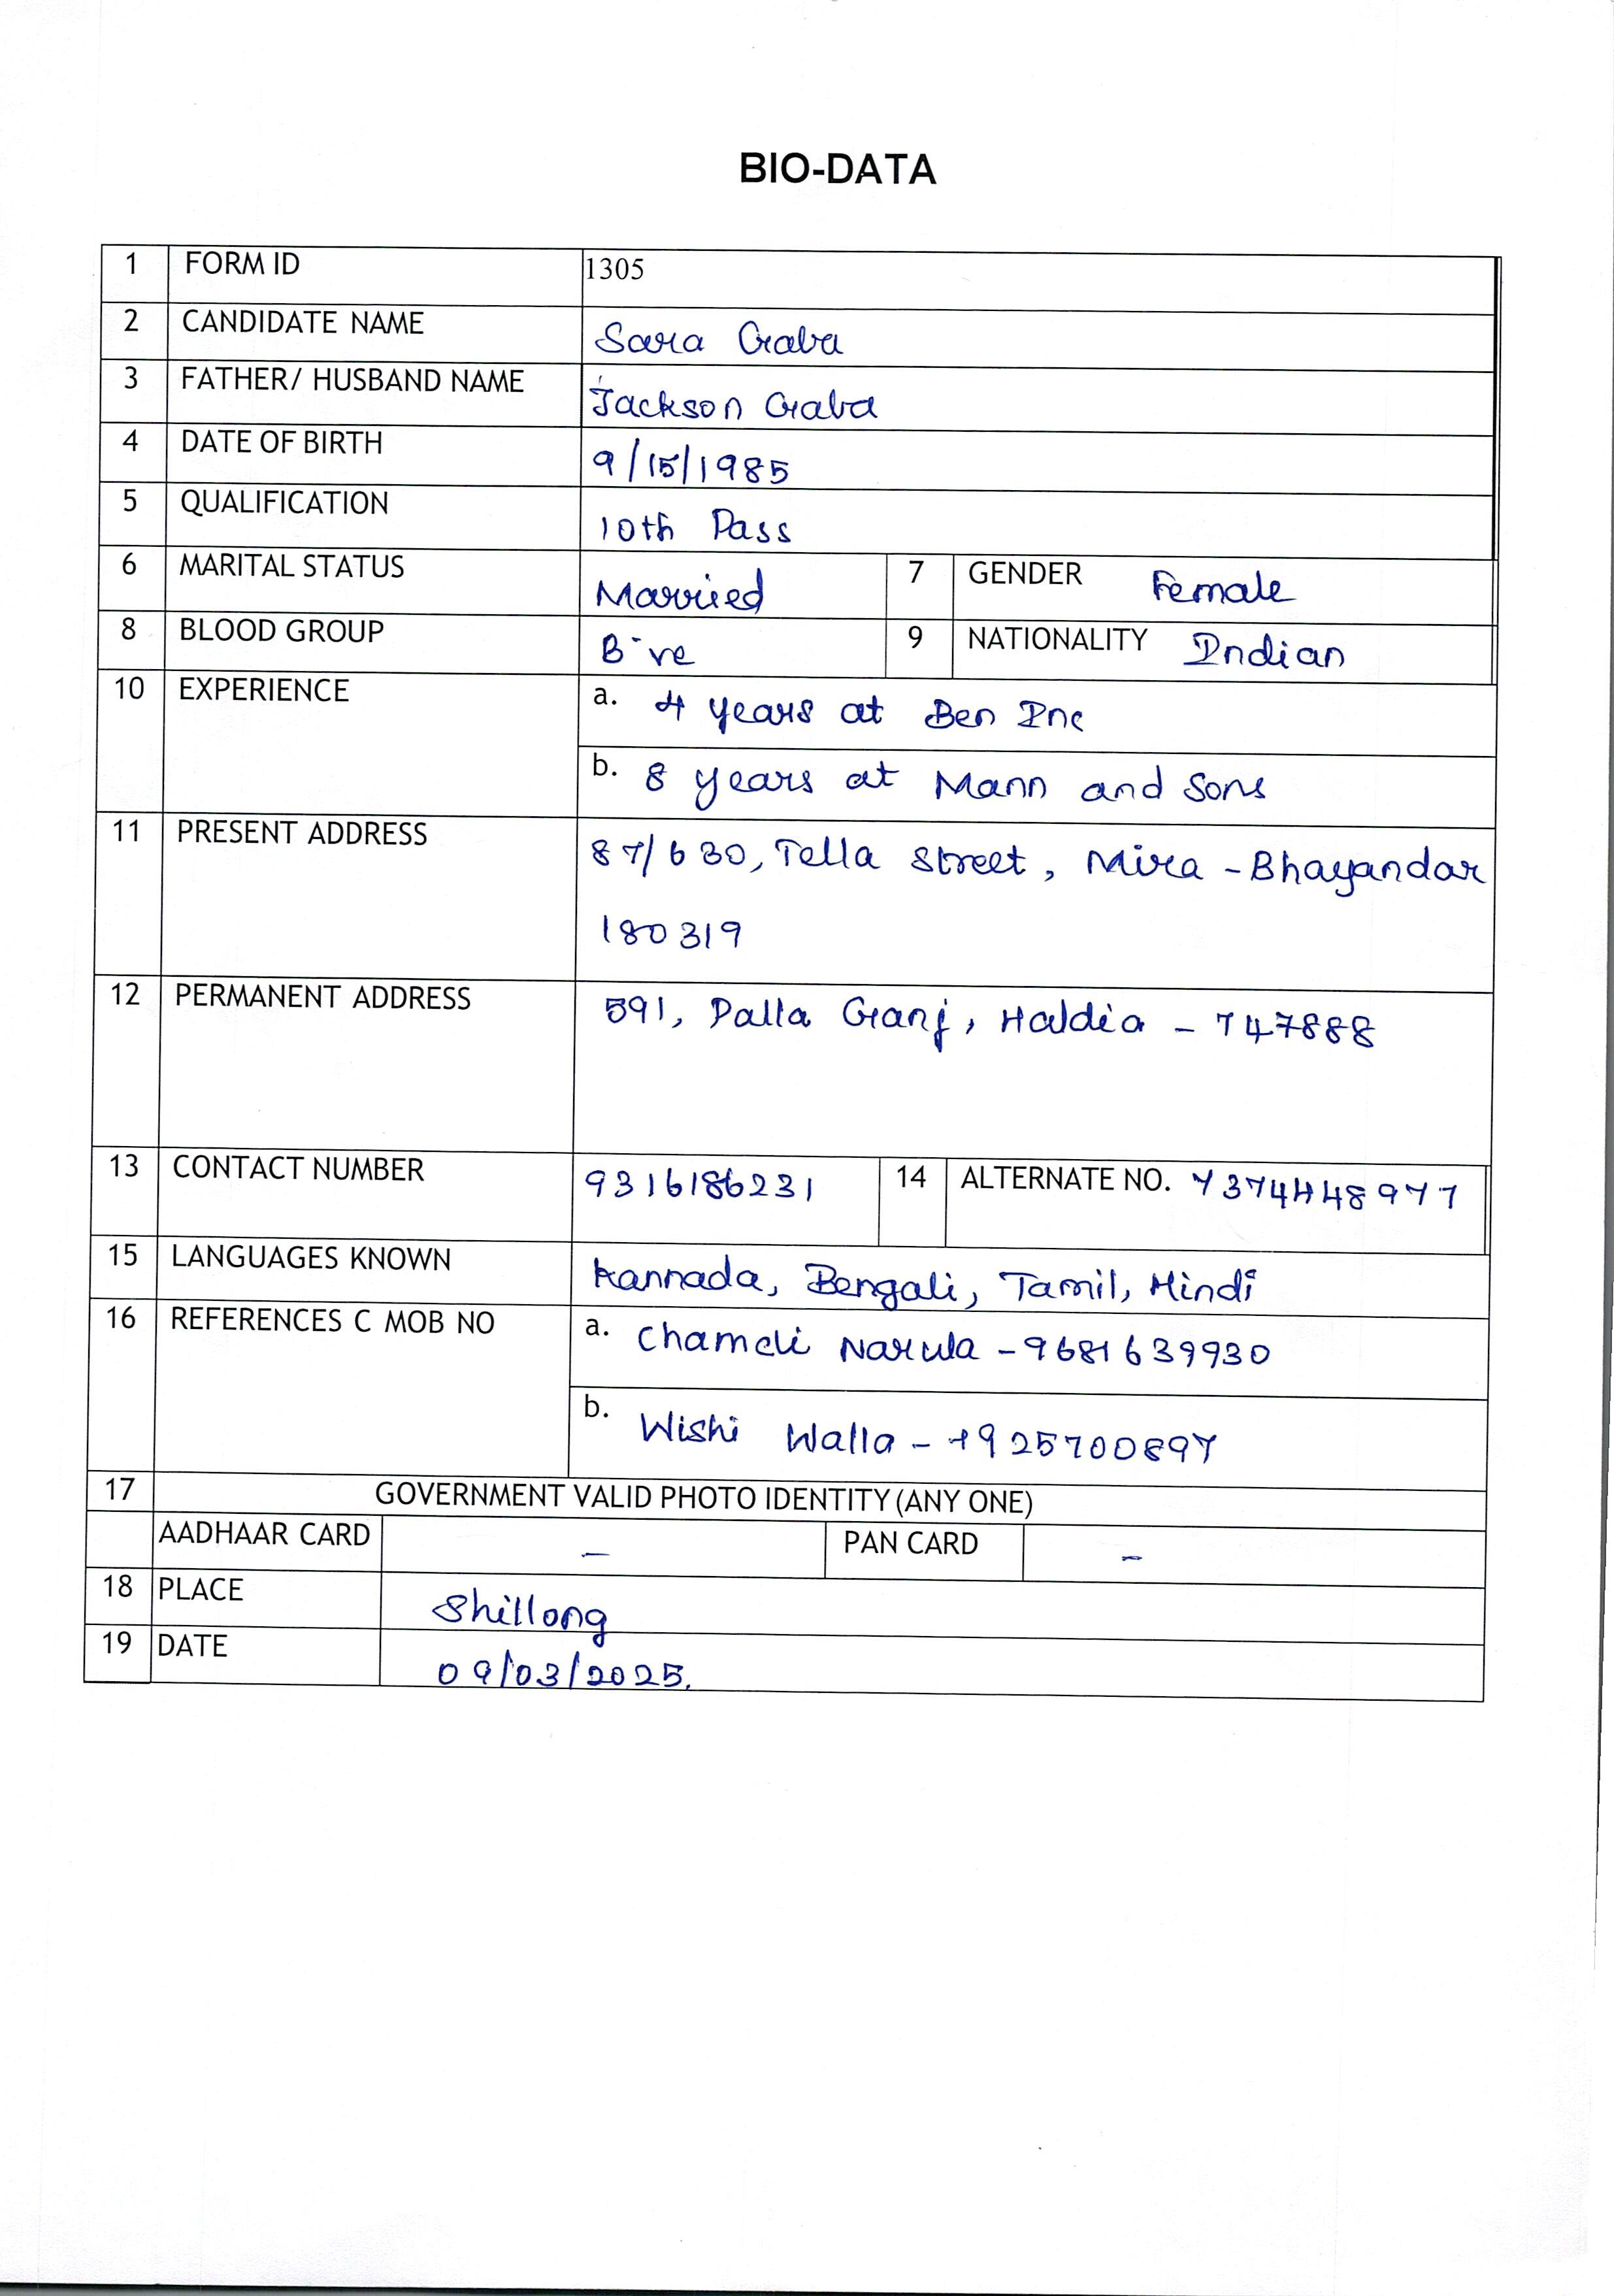 BIO-DATA
1 FORM ID 1305
2 CANDIDATE NAME Sara Gaba
3 FATHER/ HUSBAND NAME Jackson Gaba
4 DATE OF BIRTH 9/15/1985
5 QUALIFICATION 10th Pass
6 MARITAL STATUS Married 7 GENDER Female
8 BLOOD GROUP B-ve 9 NATIONALITY Indian
10 EXPERIENCE a. 4 years at Ben Inc
b. 8 years at Mann and Sons
11 PRESENT ADDRESS 87/630, Tella Street, Mira-Bhayandar
180319
12 PERMANENT ADDRESS 591, Dalla Ganj, Haldia - 747888
13 CONTACT NUMBER 9316186231 14 ALTERNATE NO. 7374448977
15 LANGUAGES KNOWN Kannada, Bengali, Tamil, Hindi
16 REFERENCES C MOB NO a. Chameli Narula - 9681639930
b. Wishi Walla - +925700897
17 GOVERNMENT VALID PHOTO IDENTITY (ANY ONE)
AADHAAR CARD - PAN CARD -
18 PLACE Shillong
19 DATE 09/03/2025.